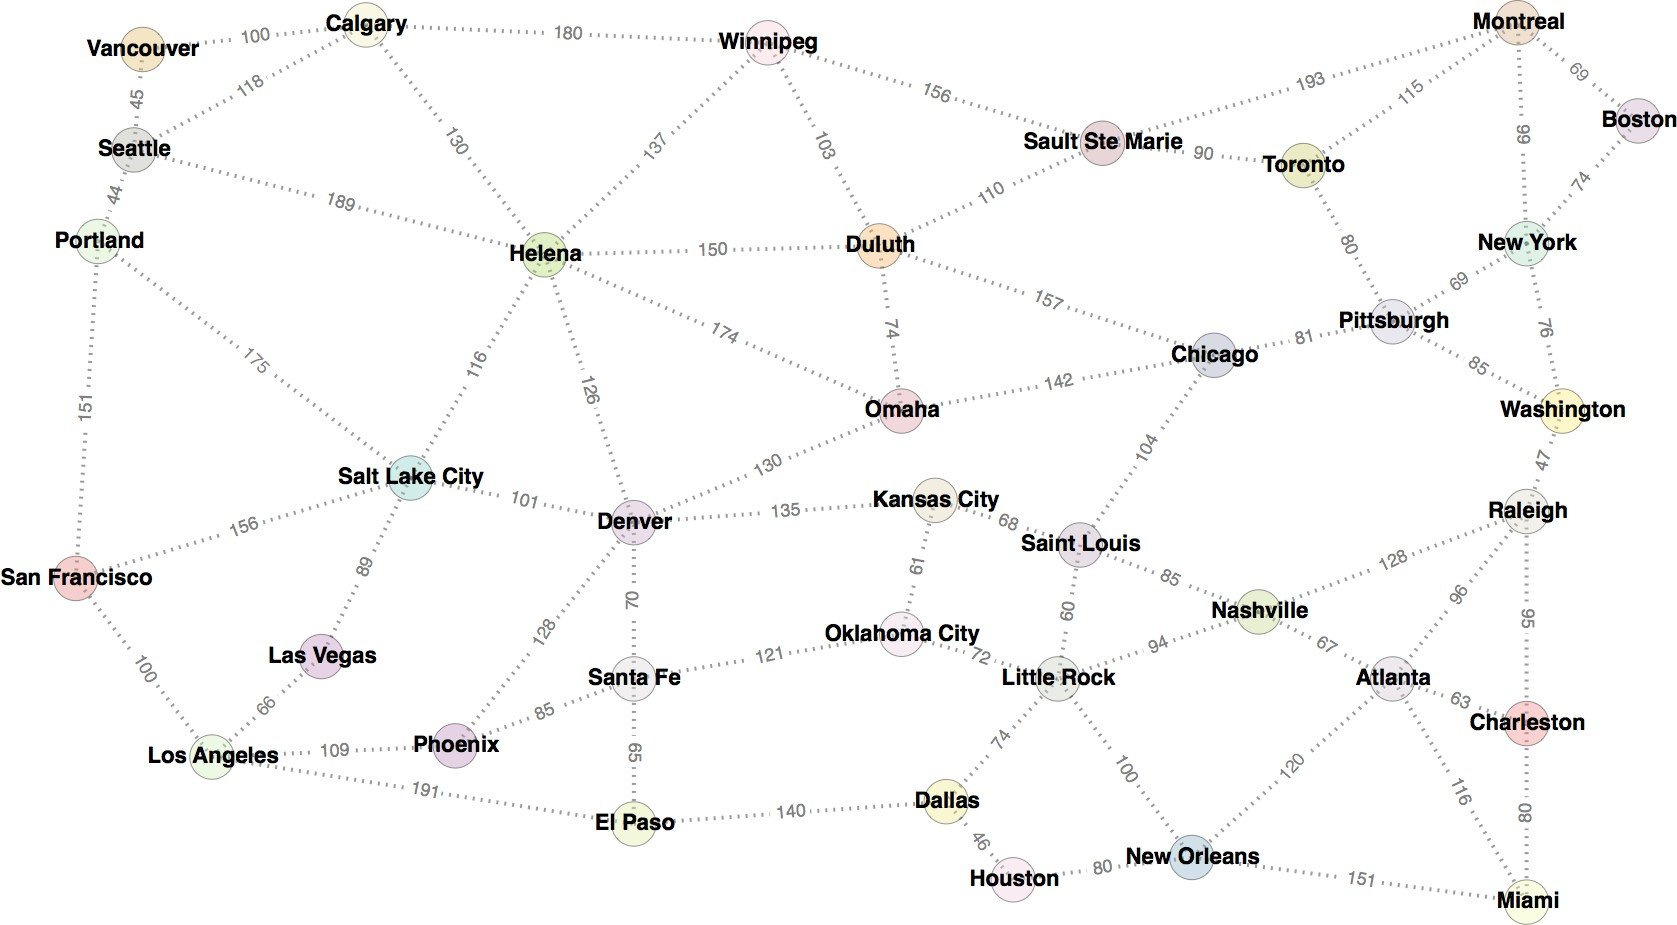 Calgary
Montreal
Vancouver
100
180
Winnipeg
69
118
45
193
156
115
Boston
Seattle
130
137
103
Sault Ste Marie
90
Toronto
99
74
44
189
110
Portland
Helena
150
Duluth
80
New York
69
157
175
116
126
174
74
81
Pittsburgh
76
Chicago
85
151
142
Omaha
Washington
104
47
130
Salt Lake City
101
Kansas City
156
135
68
Raleigh
Denver
Saint Louis
89
61
128
San Francisco
85
70
60
96
95
128
Nashville
Oklahoma City
100
Las Vegas
121
72
94
67
Santa Fe
Little Rock
Atlanta
66
85
63
Charleston
Los Angeles
109
Phoenix
65
74
100
120
191
116
Dallas
140
80
El Paso
46
New Orleans
80
Houston
151
Miami